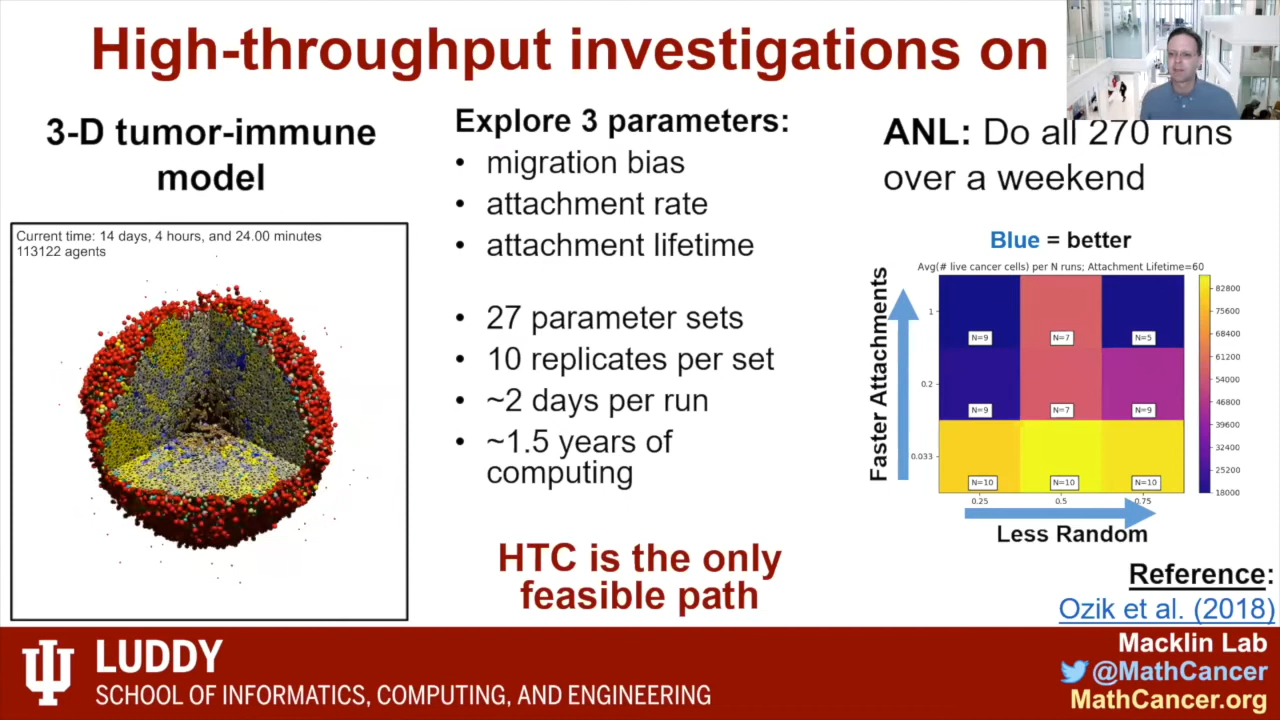 High-throughput investigations on
3-D tumor-immune
model
Current time: 14 days, 4 hours, and 24.00 minutes
113122 agents
Explore 3 parameters:
• migration bias
• attachment rate
• attachment lifetime
• 27 parameter sets
• 10 replicates per set
• ~2 days per run
• ~1.5 years of
computing
HTC is the only
feasible path
ANL: Do all 270 runs
over a weekend
Blue = better
Avg(# live cancer cells) per N runs; Attachment Lifetime=60
Faster Attachments
1
0.2
0.033
N=9
N=7
N=5
N=9
N=7
N=9
N=10
N=10
N=10
0.25
0.5
0.75
82800
75600
68400
61200
54000
46800
39600
32400
25200
18000
Less Random
Reference:
Ozik et al. (2018)
LUDDY
SCHOOL OF INFORMATICS, COMPUTING, AND ENGINEERING
Macklin Lab
@MathCancer
MathCancer.org